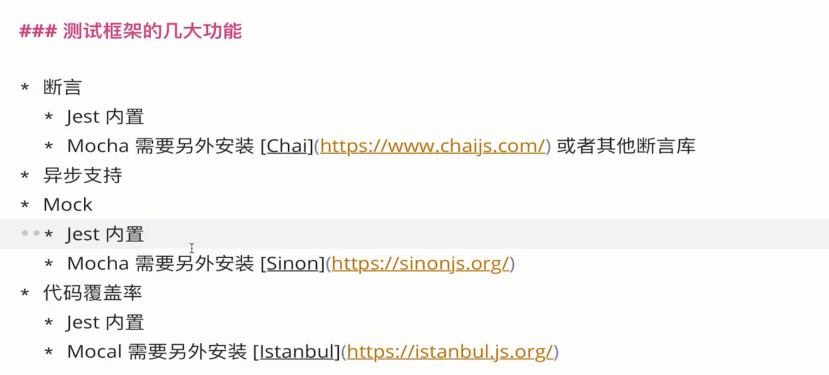 ### 测试框架的几大功能
* 断言
* Jest 内置
* Mocha 需要另外安装 [Chai](https://www.chaijs.com/) 或者其他断言库
* 异步支持
* Mock
* Jest 内置
* Mocha 需要另外安装 [Sinon](https://sinonjs.org/)
* 代码覆盖率
* Jest 内置
* Mocal 需要另外安装 [Istanbul](https://istanbul.js.org/)